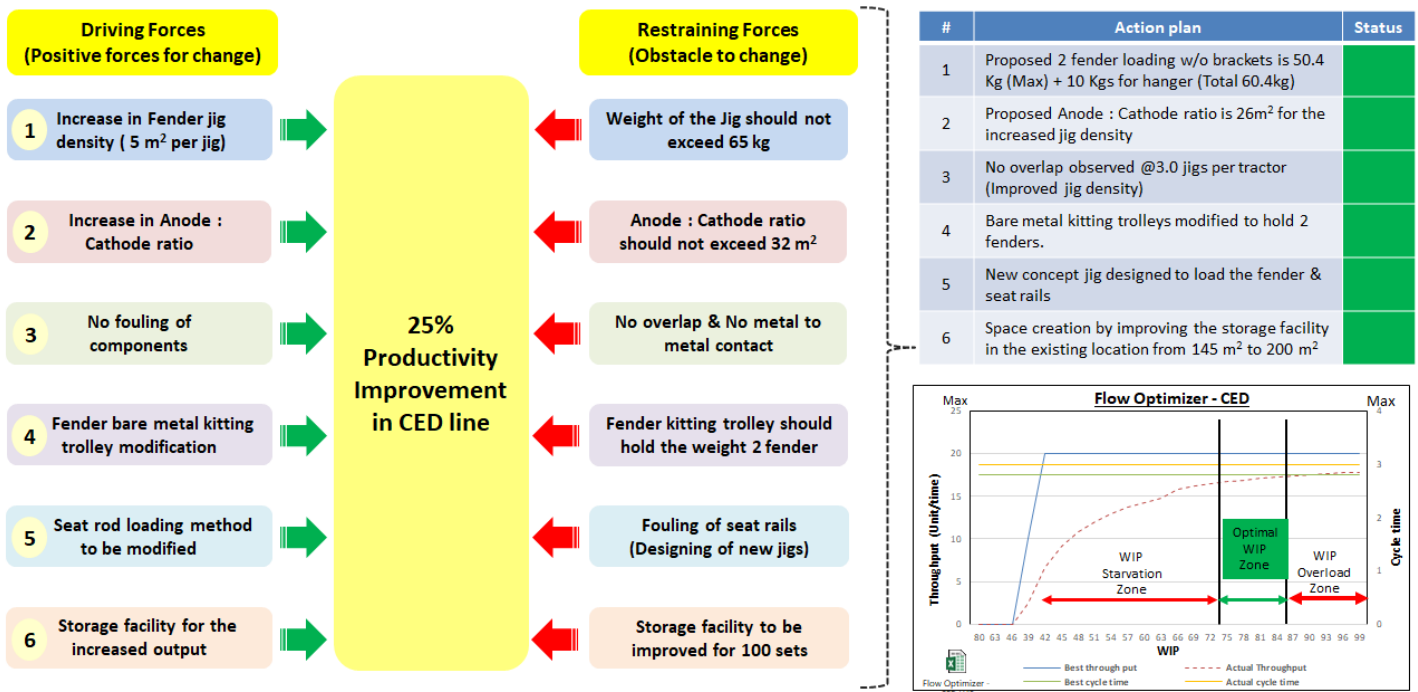 Driving Forces
(Positive forces for change)
Restraining Forces
(Obstacle to change)
1
Increase in Fender jig
density ( 5 m² per jig)
Weight of the Jig should not
exceed 65 kg
2
Increase in Anode :
Cathode ratio
Anode : Cathode ratio
should not exceed 32 m²
3
No fouling of
components
No overlap & No metal to
metal contact
4
Fender bare metal kitting
trolley modification
Fender kitting trolley should
hold the weight 2 fender
5
Seat rod loading method
to be modified
Fouling of seat rails
(Designing of new jigs)
6
Storage facility for the
increased output
Storage facility to be
improved for 100 sets
25%
Productivity
Improvement
in CED line
# Action plan Status
1 Proposed 2 fender loading w/o brackets is 50.4
Kg (Max) + 10 Kgs for hanger (Total 60.4kg)
2 Proposed Anode : Cathode ratio is 26m² for the
increased jig density
3 No overlap observed @3.0 jigs per tractor
(Improved jig density)
4 Bare metal kitting trolleys modified to hold 2
fenders.
5 New concept jig designed to load the fender &
seat rails
6 Space creation by improving the storage facility
in the existing location from 145 m² to 200 m²
Max Flow Optimizer - CED Max
25
20
15
10
5
0
Throughput (Unit/time)
4
3
2
1
0
Cycle time
WIP
Starvation
Zone
Optimal
WIP
Zone
WIP
Overload
Zone
80 63 46 39 42 45 48 51 54 57 60 63 66 69 72 75 78 81 84 87 90 93 96 99
WIP
Best through put
Actual Throughput
Best cycle time
Actual cycle time
Flow Optimizer -